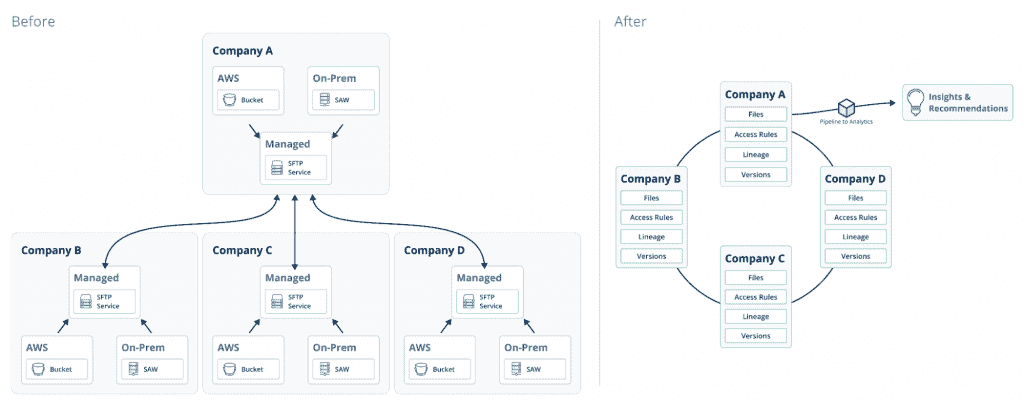 Before
Company A
AWS
Bucket
On-Prem
SAW
Managed
SFTP
Service
Company B
Managed
SFTP
Service
AWS
Bucket
On-Prem
SAW
Company C
Managed
SFTP
Service
AWS
Bucket
On-Prem
SAW
Company D
Managed
SFTP
Service
AWS
Bucket
On-Prem
SAW
After
Company A
Files
Access Rules
Lineage
Versions
Pipeline to Analytics
Insights &
Recommendations
Company B
Files
Access Rules
Lineage
Versions
Company D
Files
Access Rules
Lineage
Versions
Company C
Files
Access Rules
Lineage
Versions